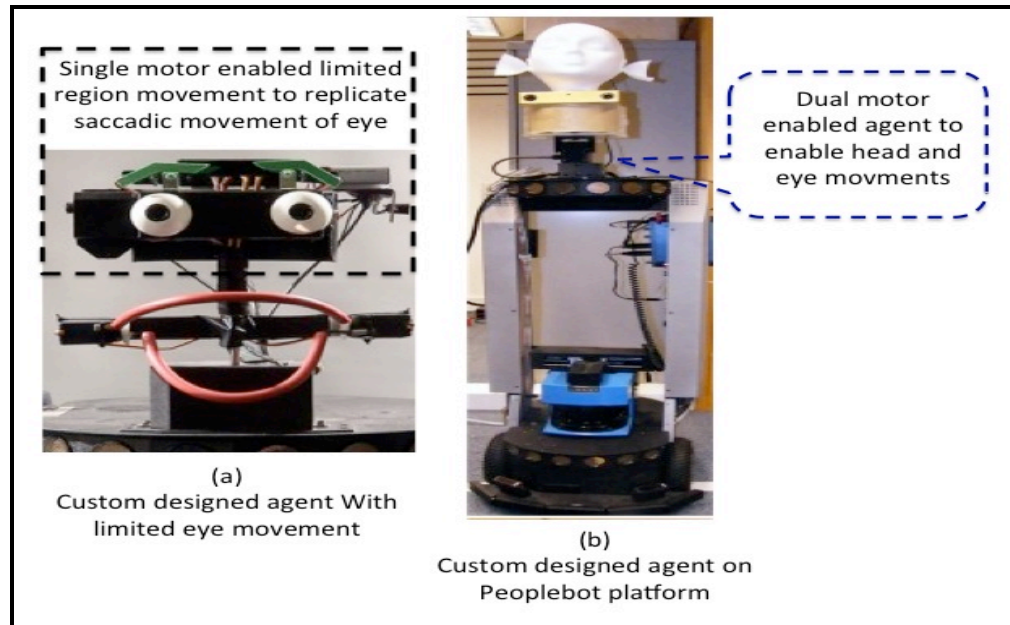 Single motor enabled limited
region movement to replicate
saccadic movement of eye
Dual motor
enabled agent to
enable head and
eye movments
(a)
Custom designed agent With
limited eye movement
(b)
Custom designed agent on
Peoplebot platform